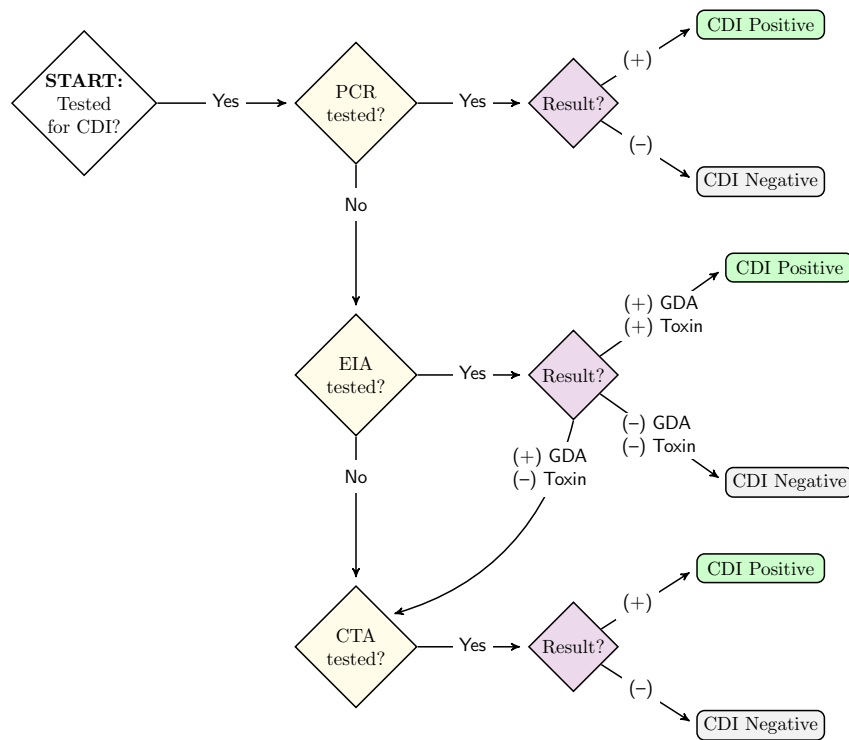 START:
Tested
for CDI?
Yes
PCR
tested?
Yes
Result?
(+)
CDI Positive
(–)
CDI Negative
No
EIA
tested?
Yes
Result?
(+) GDA
(+) Toxin
CDI Positive
(–) GDA
(–) Toxin
CDI Negative
(+) GDA
(–) Toxin
No
CTA
tested?
Yes
Result?
(+)
CDI Positive
(–)
CDI Negative